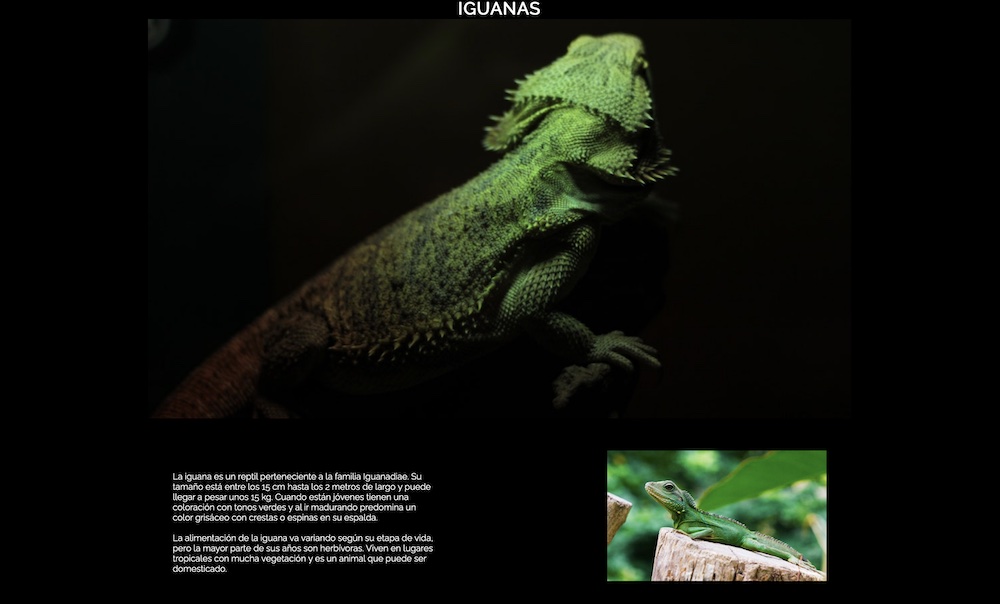 IGUANAS
La iguana es un reptil perteneciente a la familia Iguanadiae. Su
tamaño está entre los 15 cm hasta los 2 metros de largo y puede
llegar a pesar unos 15 kg. Cuando están jóvenes tienen una
coloración con tonos verdes y al ir madurando predomina un
color grisáceo con crestas o espinas en su espalda.
La alimentación de la iguana va variando según su etapa de vida,
pero la mayor parte de sus años son herbívoras. Viven en lugares
tropicales con mucha vegetación y es un animal que puede ser
domesticado.